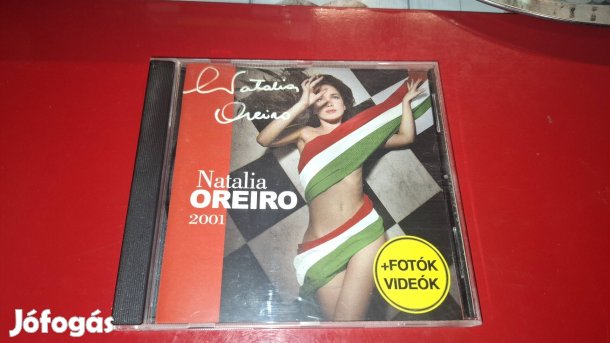 Natalia
Oreiro
Natalia
OREIRO
2001
+FOTÓK
VIDEÓK
Jófogás